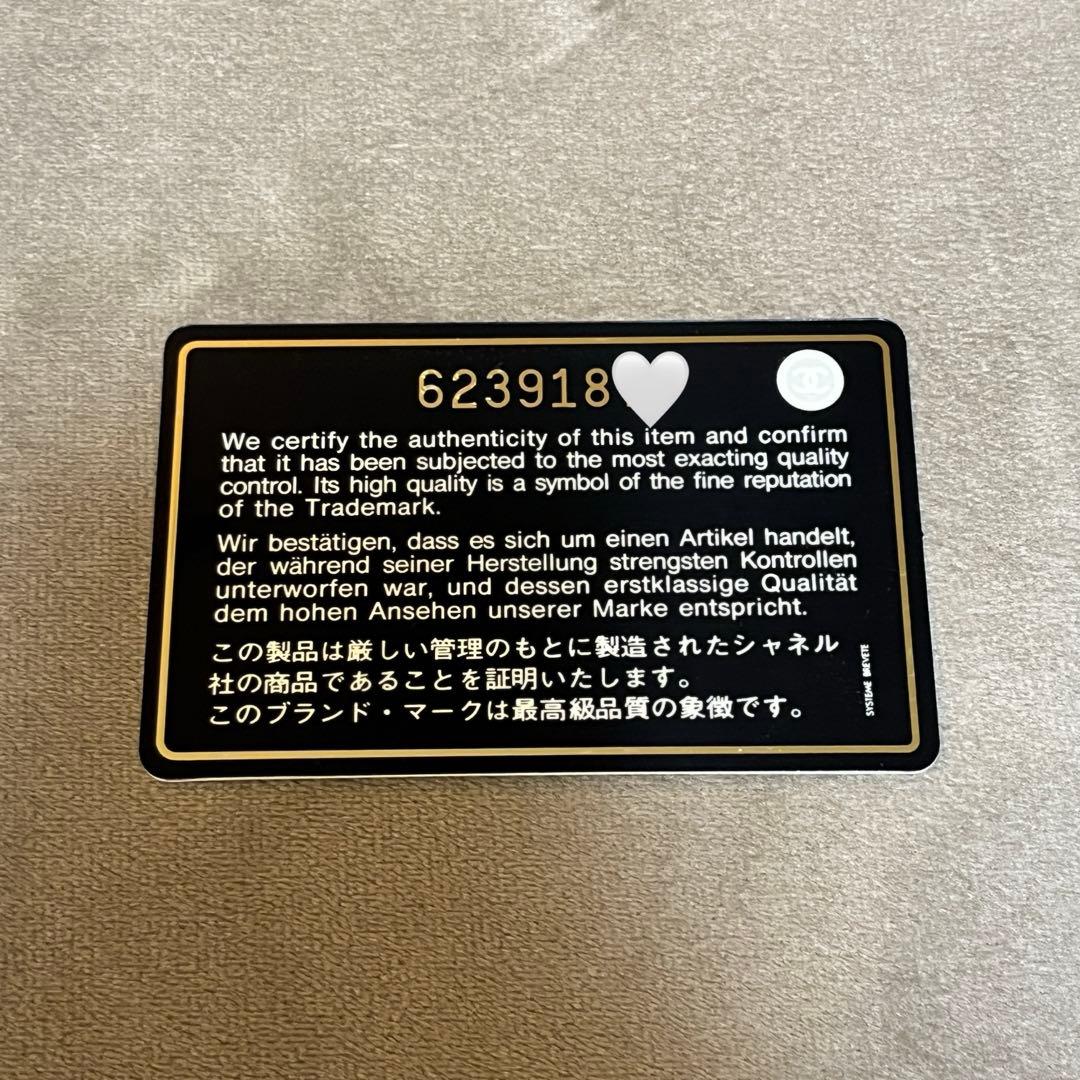 623918
We certify the authenticity of this item and confirm
that it has been subjected to the most exacting quality
control. Its high quality is a symbol of the fine reputation
of the Trademark.
Wir bestätigen, dass es sich um einen Artikel handelt,
der während seiner Herstellung strengsten Kontrollen
unterworfen war, und dessen erstklassige Qualität
dem hohen Ansehen unserer Marke entspricht.
この製品は厳しい管理のもとに製造されたシャネル
社の商品であることを証明いたします。
このブランド・マークは最高級品質の象徴です。
SYSTEME BREVETE